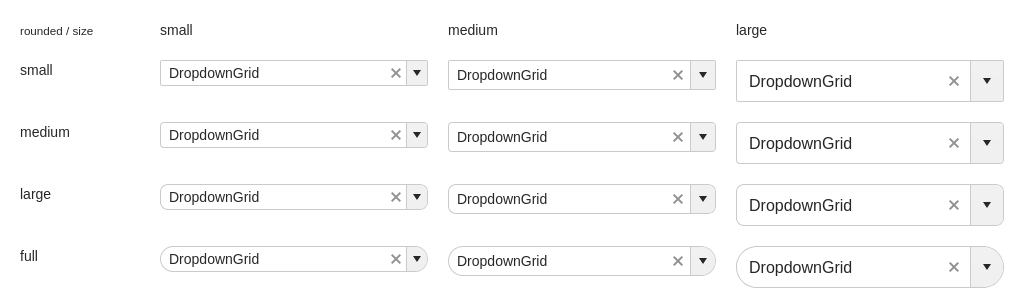 rounded / size small medium large
small DropdownGrid DropdownGrid DropdownGrid
medium DropdownGrid DropdownGrid DropdownGrid
large DropdownGrid DropdownGrid DropdownGrid
full DropdownGrid DropdownGrid DropdownGrid